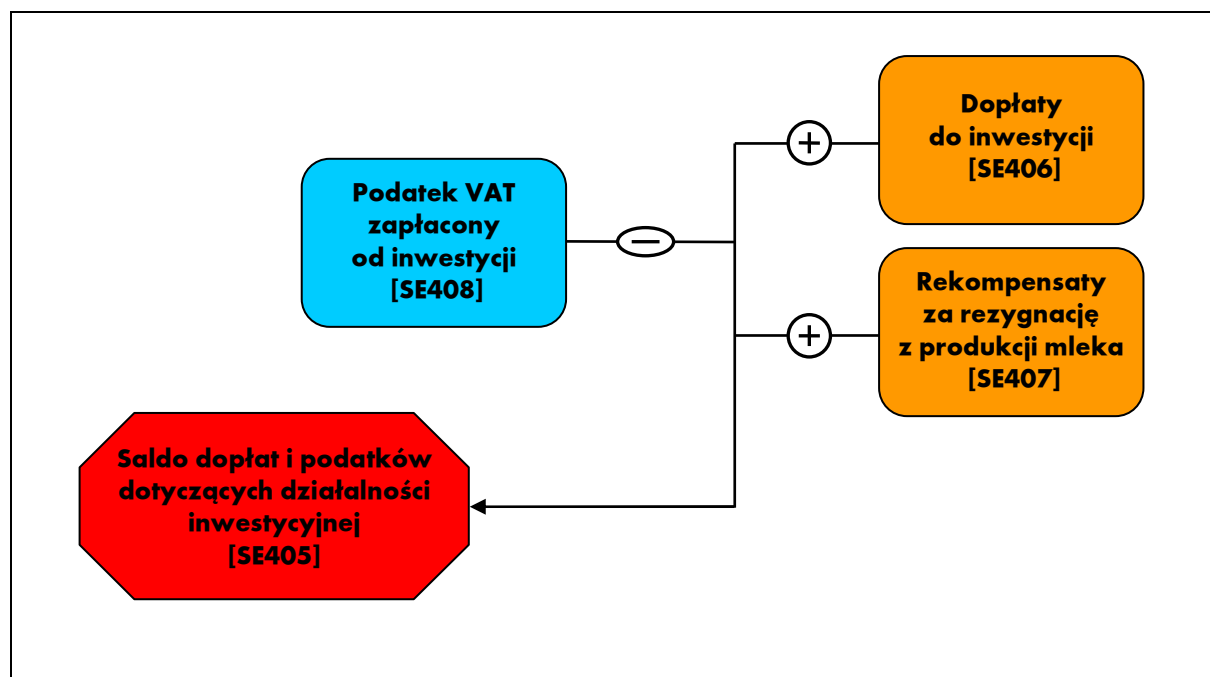 Dopłaty
do inwestycji
[SE406]
Podatek VAT
zapłacony
od inwestycji
[SE408]
Rekompensaty
za rezygnację
z produkcji mleka
[SE407]
Saldo dopłat i podatków
dotyczących działalności
inwestycyjnej
[SE405]